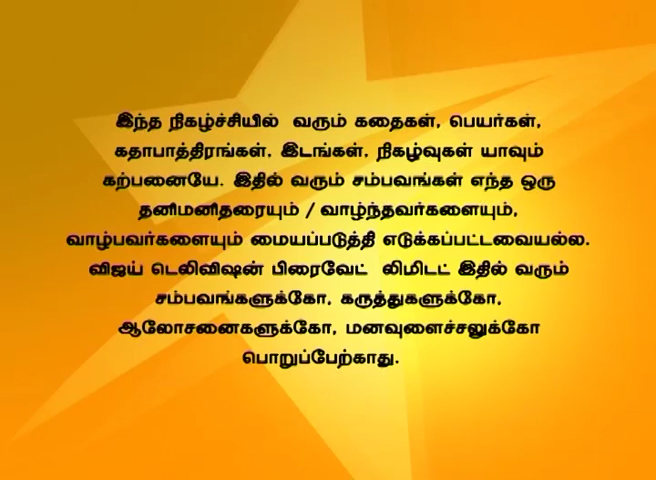 இந்த நிகழ்ச்சியில் வரும் கதைகள், பெயர்கள்,
கதாபாத்திரங்கள், இடங்கள், நிகழ்வுகள் யாவும்
கற்பனையே. இதில் வரும் சம்பவங்கள் எந்த ஒரு
தனிமனிதரையும் / வாழ்ந்தவர்களையும்,
வாழ்பவர்களையும் மையப்படுத்தி எடுக்கப்பட்டவையல்ல.
விஜய் டெலிவிஷன் பிரைவேட் லிமிடட் இதில் வரும்
சம்பவங்களுக்கோ, கருத்துகளுக்கோ,
ஆலோசனைகளுக்கோ, மனவுளைச்சலுக்கோ
பொறுப்பேற்காது.